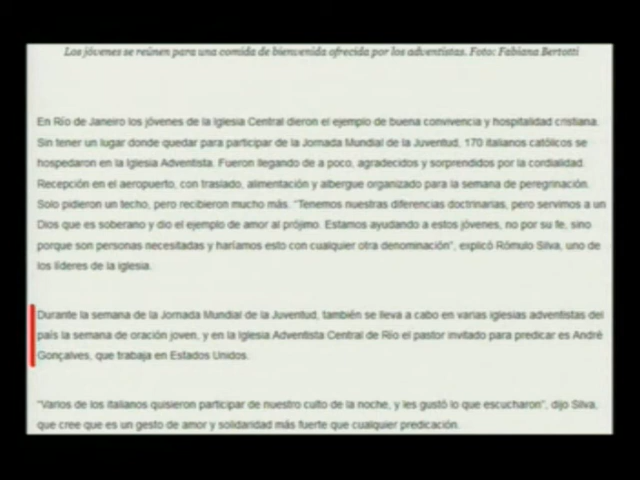 Los jóvenes se reúnen para una comida de bienvenida ofrecida por los adventistas. Foto: Fabiana Bertotti
En Río de Janeiro los jóvenes de la Iglesia Central dieron el ejemplo de buena convivencia y hospitalidad cristiana.
Sin tener un lugar donde quedar para participar de la Jornada Mundial de la Juventud, 170 italianos católicos se
hospedaron en la Iglesia Adventista. Fueron llegando de a poco, agradecidos y sorprendidos por la cordialidad.
Recepción en el aeropuerto, con traslado, alimentación y albergue organizado para la semana de peregrinación.
Solo pidieron un techo, pero recibieron mucho más. "Tenemos nuestras diferencias doctrinarias, pero servimos a un
Dios que es soberano y dio el ejemplo de amor al prójimo. Estamos ayudando a estos jóvenes, no por su fe, sino
porque son personas necesitadas y haríamos esto con cualquier otra denominación", explicó Rómulo Silva, uno de
los líderes de la iglesia.
Durante la semana de la Jornada Mundial de la Juventud, también se lleva a cabo en varias iglesias adventistas del
país la semana de oración joven, y en la Iglesia Adventista Central de Río el pastor invitado para predicar es André
Gonçalves, que trabaja en Estados Unidos.
"Varios de los italianos quisieron participar de nuestro culto de la noche, y les gustó lo que escucharon", dijo Silva,
que cree que es un gesto de amor y solidaridad más fuerte que cualquier predicación.